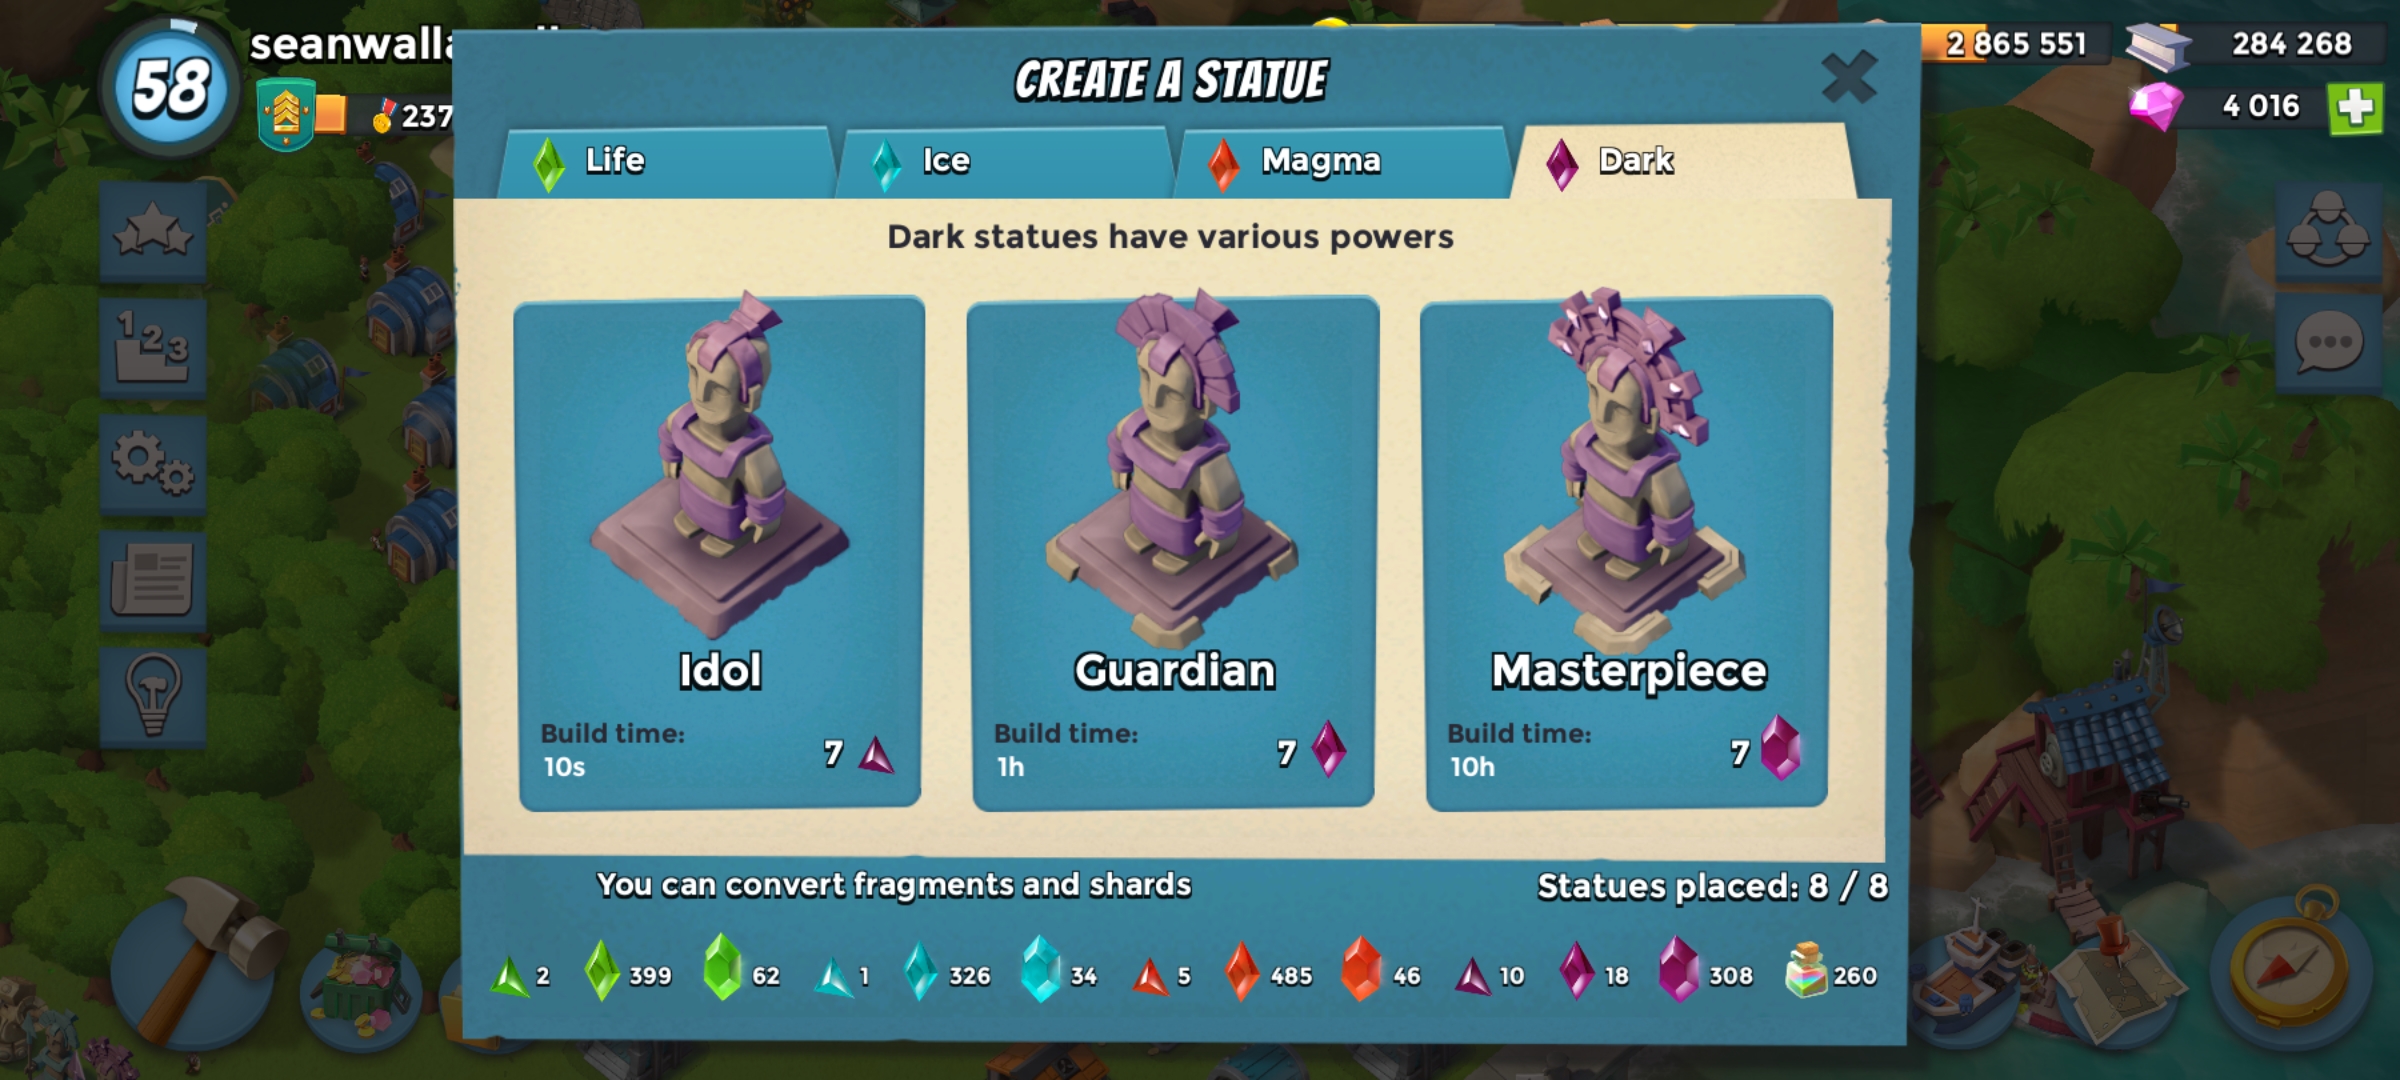 58
237
CREATE A STATUE
2 865 551
284 268
4 016
Life
Ice
Magma
Dark
Dark statues have various powers
1 2 3
Idol
Build time:
10s
7
Guardian
Build time:
1h
7
Masterpiece
Build time:
10h
7
You can convert fragments and shards
Statues placed: 8 / 8
2
399
62
1
326
34
5
485
46
10
18
308
260